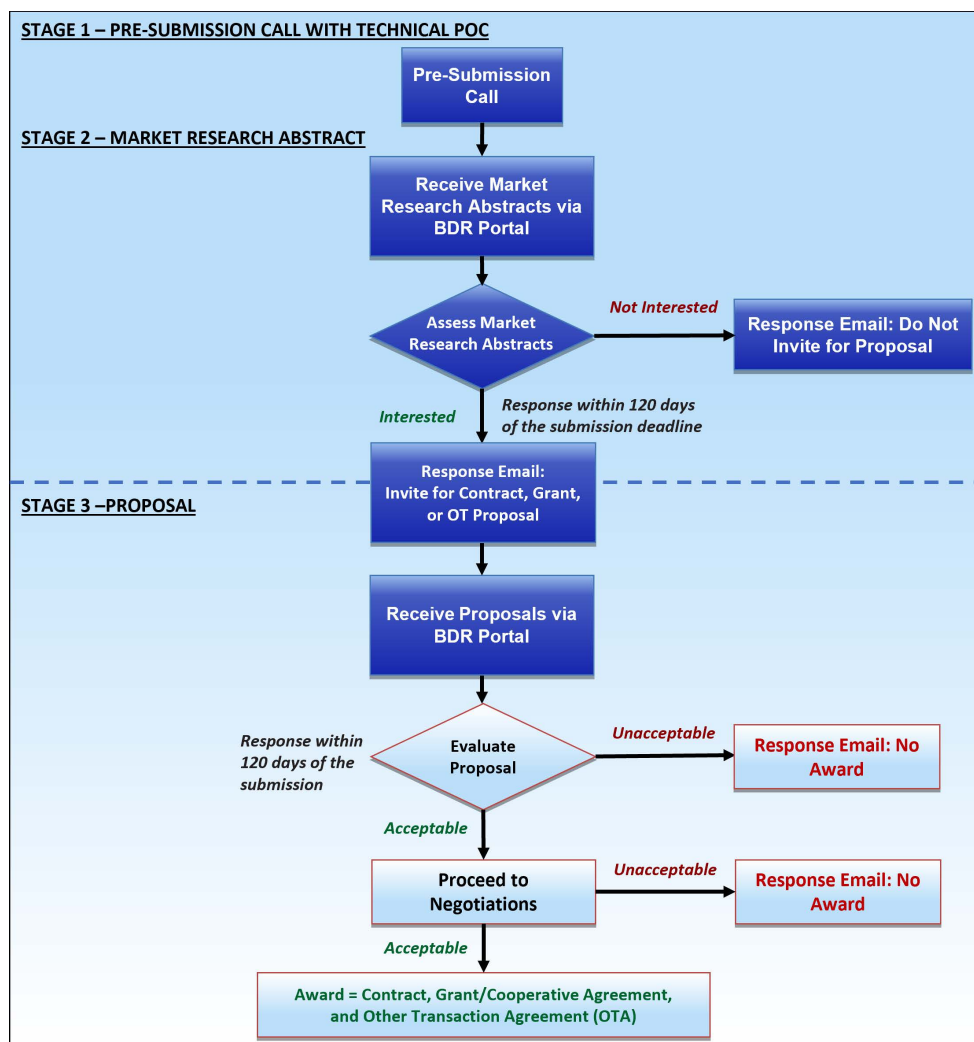 STAGE 1 – PRE-SUBMISSION CALL WITH TECHNICAL POC
Pre-Submission
Call
STAGE 2 – MARKET RESEARCH ABSTRACT
Receive Market
Research Abstracts via
BDR Portal
Assess Market
Research Abstracts
Not Interested
Response Email: Do Not
Invite for Proposal
Interested
Response within 120 days
of the submission deadline
Response Email:
Invite for Contract, Grant,
or OT Proposal
STAGE 3 –PROPOSAL
Receive Proposals via
BDR Portal
Response within
120 days of the
submission
Evaluate
Proposal
Unacceptable
Response Email: No
Award
Acceptable
Proceed to
Negotiations
Unacceptable
Response Email: No
Award
Acceptable
Award = Contract, Grant/Cooperative Agreement,
and Other Transaction Agreement (OTA)